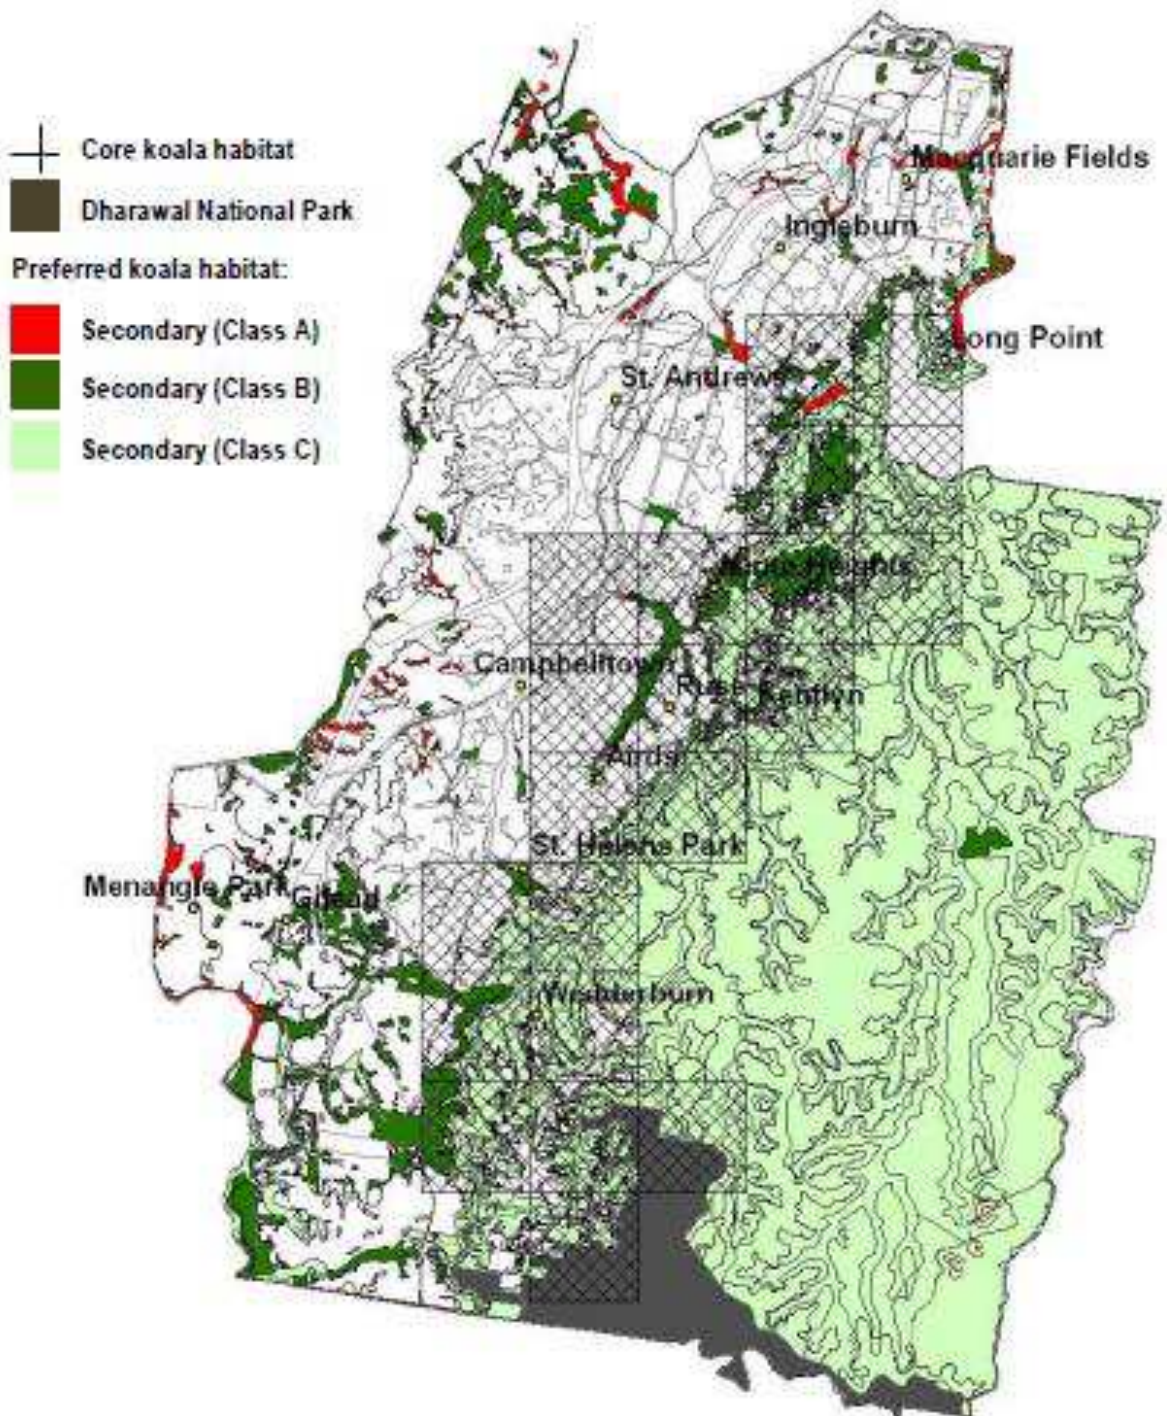 Core koala habitat
Dharawal National Park
Preferred koala habitat:
Secondary (Class A)
Secondary (Class B)
Secondary (Class C)
Macquarie Fields
Ingleburn
Long Point
St. Andrews
Heights
Campbelltown
Ruse Kentlyn
Airds
St. Helens Park
Menangle Park
Gilead
Wedderburn